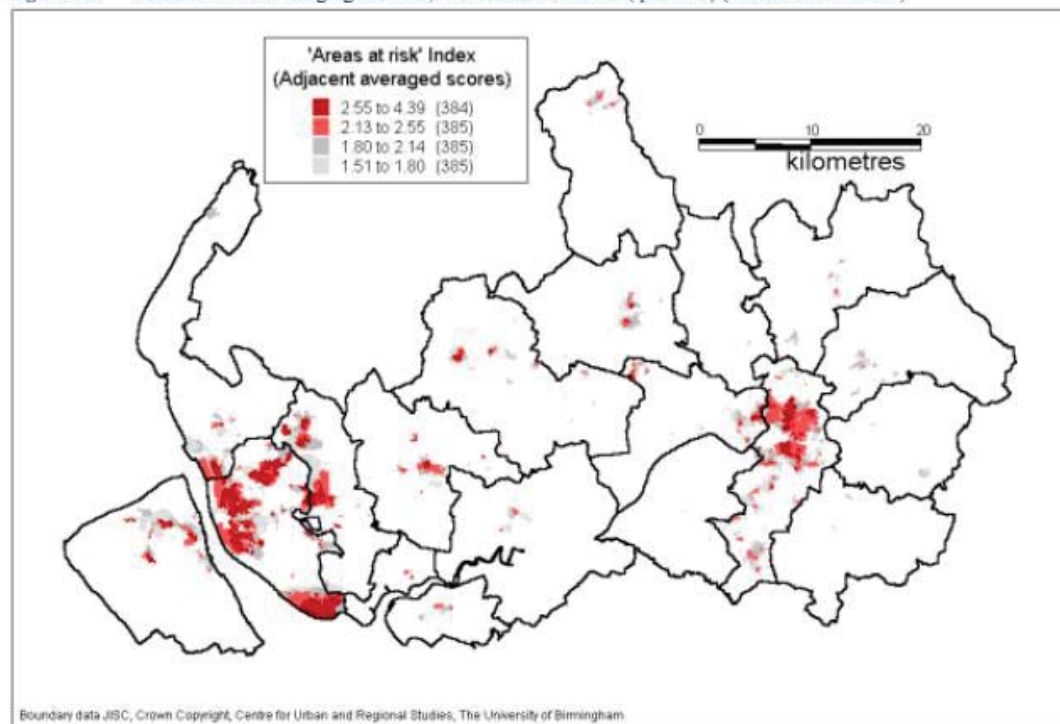 'Areas at risk' Index
(Adjacent averaged scores)
2.55 to 4.39 (384)
2.13 to 2.55 (385)
1.80 to 2.14 (385)
1.51 to 1.80 (385)
0 10 20
kilometres
Boundary data JISC, Crown Copyright, Centre for Urban and Regional Studies, The University of Birmingham